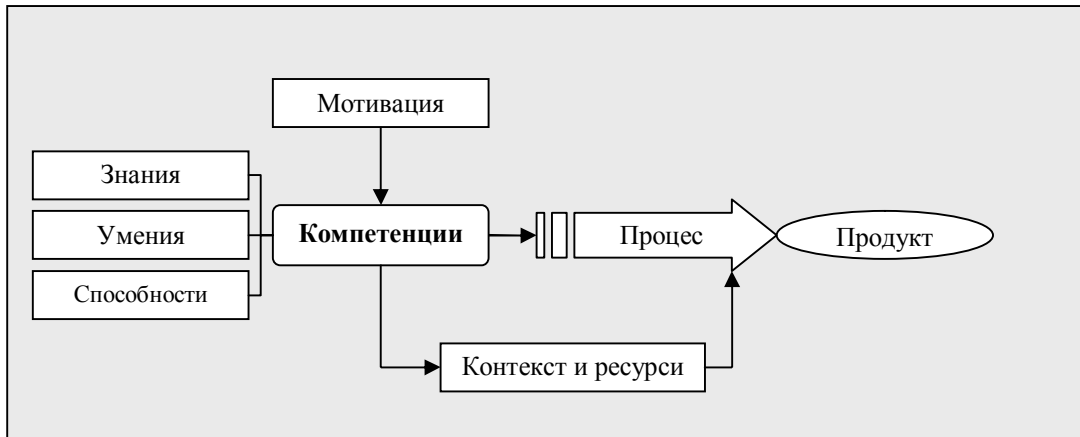 Мотивация
Знания
Умения
Способности
Компетенции
Процес
Продукт
Контекст и ресурси